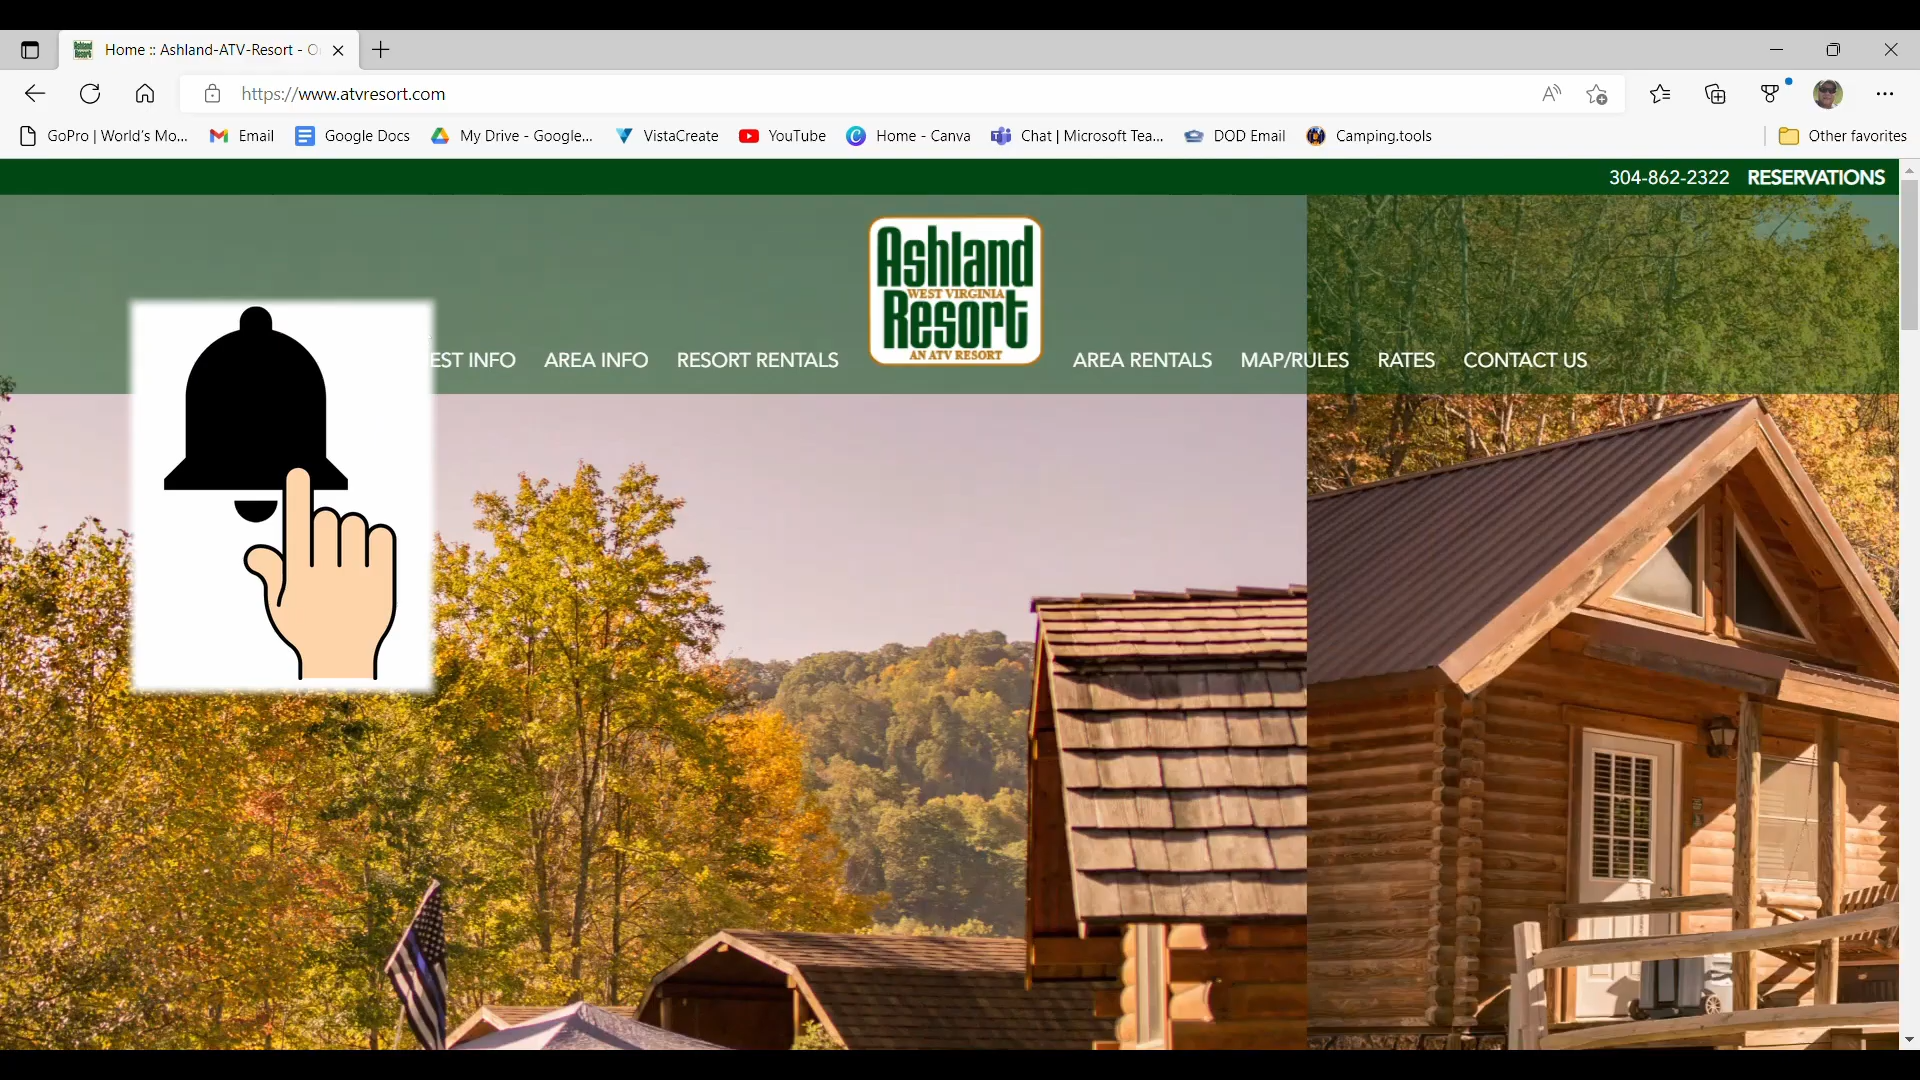 Home :: Ashland-ATV-Resort - O
https://www.atvresort.com
GoPro | World's Mo...
Email
Google Docs
My Drive - Google...
VistaCreate
YouTube
Home - Canva
Chat | Microsoft Tea...
DOD Email
Camping.tools
Other favorites
304-862-2322 RESERVATIONS
Ashland
WEST VIRGINIA
Resort
AN ATV RESORT
EST INFO
AREA INFO
RESORT RENTALS
AREA RENTALS
MAP/RULES
RATES
CONTACT US